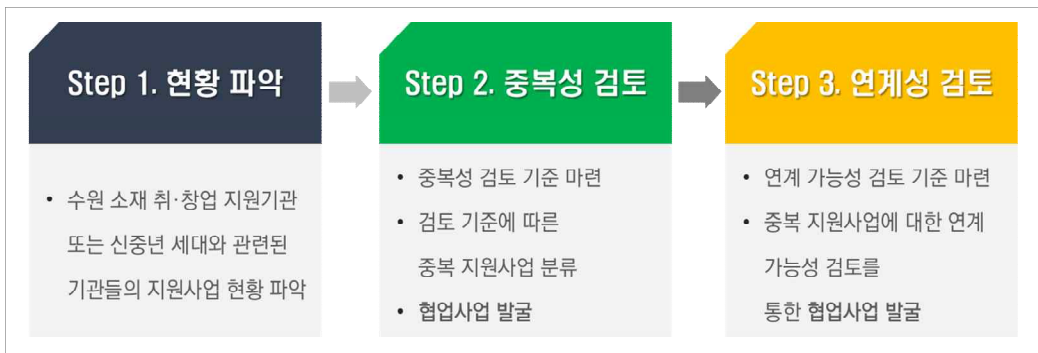 Step 1. 현황 파악
• 수원 소재 취·창업 지원기관
또는 신중년 세대와 관련된
기관들의 지원사업 현황 파악
Step 2. 중복성 검토
• 중복성 검토 기준 마련
• 검토 기준에 따른
중복 지원사업 분류
• 협업사업 발굴
Step 3. 연계성 검토
• 연계 가능성 검토 기준 마련
• 중복 지원사업에 대한 연계
가능성 검토를
통한 협업사업 발굴